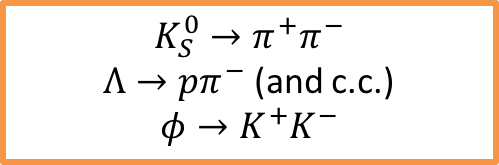 K_S^0 → π^+ π^-
Λ → pπ^- (and c.c.)
ϕ → K^+ K^-